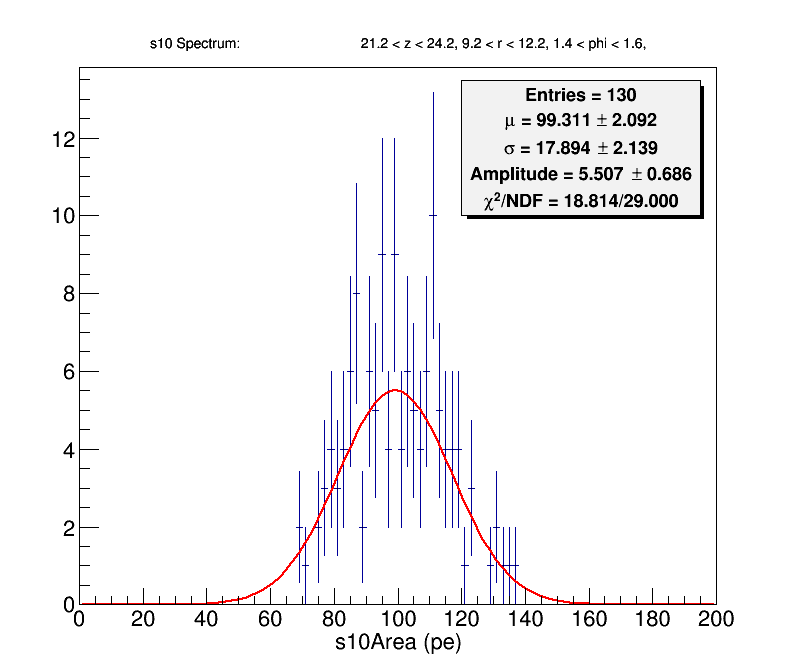 s10 Spectrum: 21.2 < z < 24.2, 9.2 < r < 12.2, 1.4 < phi < 1.6,
Entries = 130
μ = 99.311 ± 2.092
σ = 17.894 ± 2.139
Amplitude = 5.507 ± 0.686
χ²/NDF = 18.814/29.000
12
10
8
6
4
2
0
0 20 40 60 80 100 120 140 160 180 200
s10Area (pe)